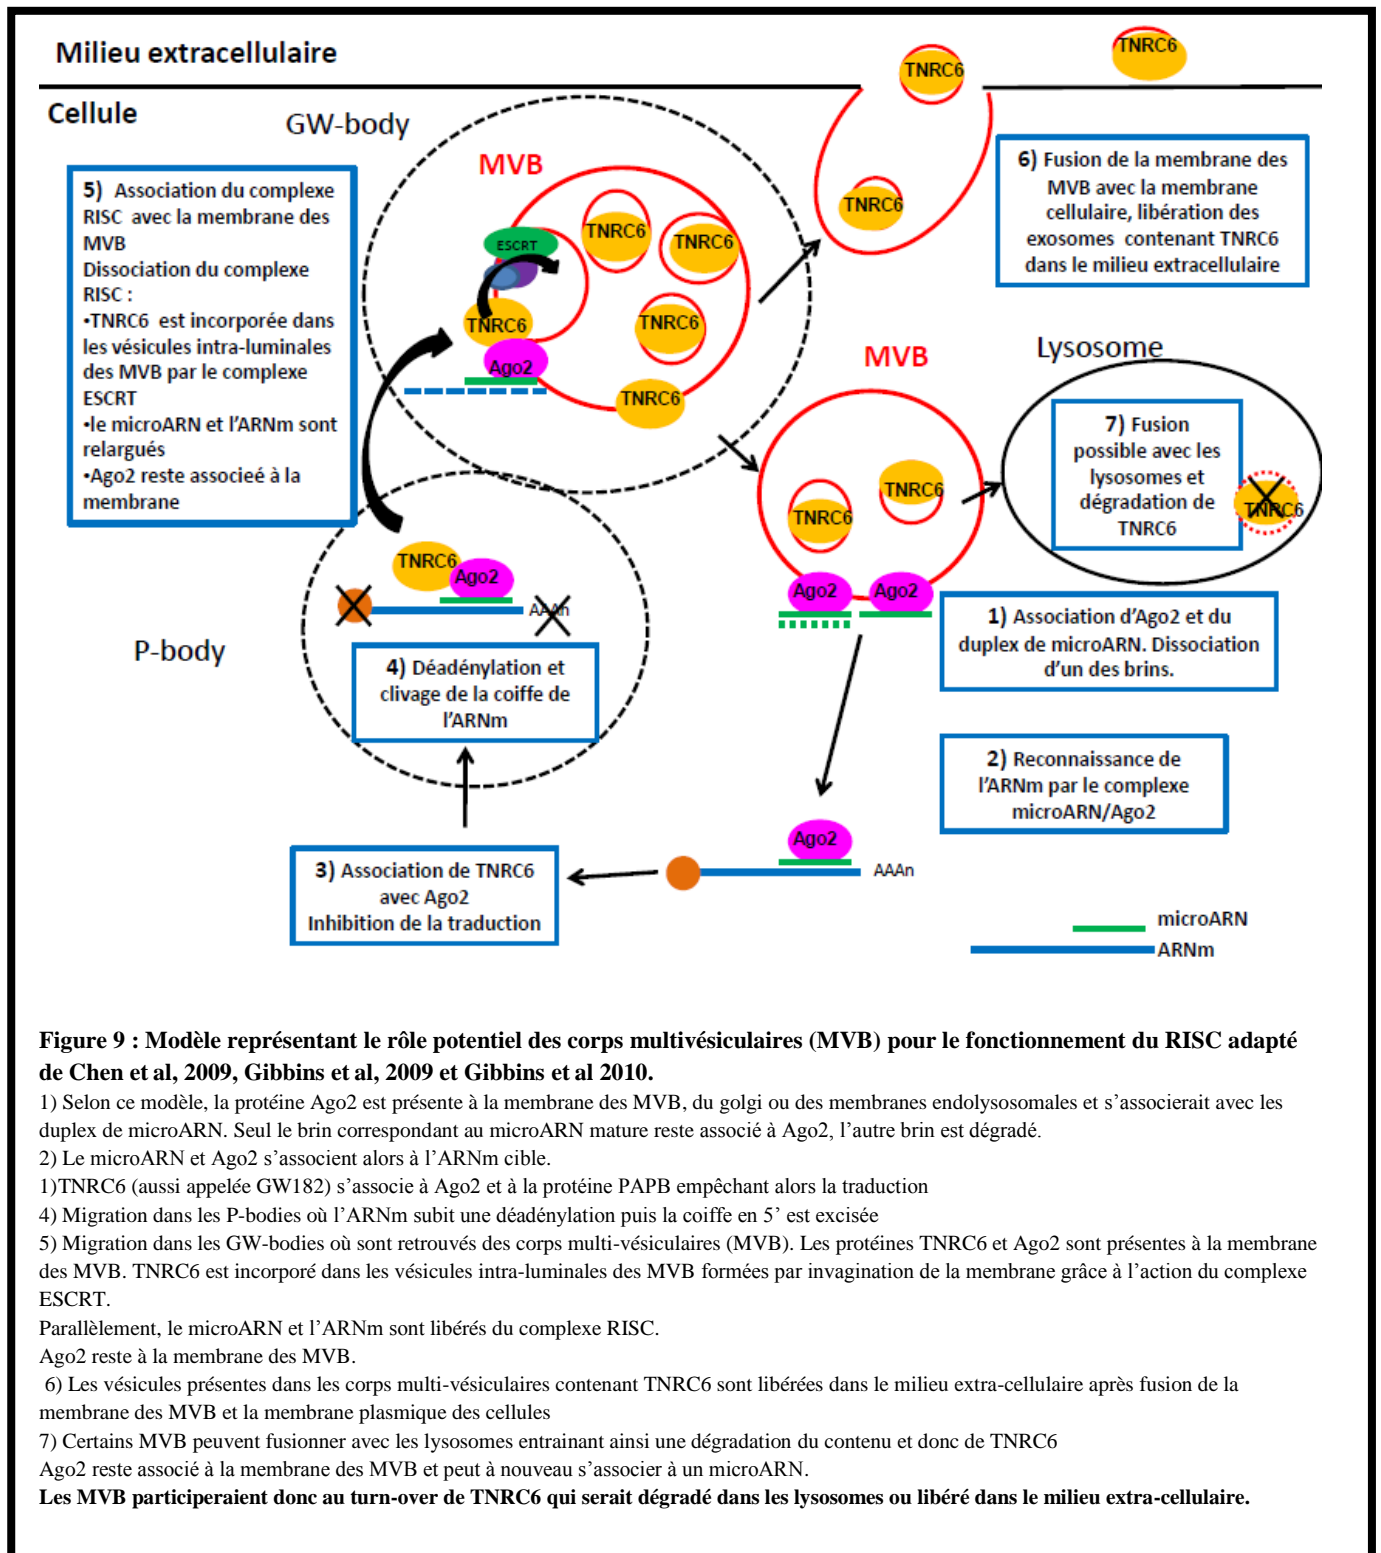 Milieu extracellulaire
TNRC6
TNRC6
Cellule
GW-body
MVB
5) Association du complexe
RISC avec la membrane des
MVB
Dissociation du complexe
RISC :
•TNRC6 est incorporée dans
les vésicules intra-luminales
des MVB par le complexe
ESCRT
•le microARN et l'ARNm sont
relargués
•Ago2 reste associeé à la
membrane
ESCRT
TNRC6
TNRC6
TNRC6
TNRC6
Ago2
TNRC6
TNRC6
6) Fusion de la membrane des
MVB avec la membrane
cellulaire, libération des
exosomes contenant TNRC6
dans le milieu extracellulaire
MVB
Lysosome
7) Fusion
possible avec les
lysosomes et
dégradation de
TNRC6
TNRC6
TNRC6
TNRC6
Ago2
Ago2
1) Association d'Ago2 et du
duplex de microARN. Dissociation
d'un des brins.
P-body
TNRC6
Ago2
AAAn
4) Déadénylation et
clivage de la coiffe de
l'ARNm
2) Reconnaissance de
l'ARNm par le complexe
microARN/Ago2
Ago2
AAAn
3) Association de TNRC6
avec Ago2
Inhibition de la traduction
microARN
ARNm
Figure 9 : Modèle représentant le rôle potentiel des corps multivésiculaires (MVB) pour le fonctionnement du RISC adapté
de Chen et al, 2009, Gibbins et al, 2009 et Gibbins et al 2010.
1) Selon ce modèle, la protéine Ago2 est présente à la membrane des MVB, du golgi ou des membranes endolysosomales et s'associerait avec les
duplex de microARN. Seul le brin correspondant au microARN mature reste associé à Ago2, l'autre brin est dégradé.
2) Le microARN et Ago2 s'associent alors à l'ARNm cible.
1)TNRC6 (aussi appelée GW182) s'associe à Ago2 et à la protéine PAPB empêchant alors la traduction
4) Migration dans les P-bodies où l'ARNm subit une déadénylation puis la coiffe en 5' est excisée
5) Migration dans les GW-bodies où sont retrouvés des corps multi-vésiculaires (MVB). Les protéines TNRC6 et Ago2 sont présentes à la membrane
des MVB. TNRC6 est incorporé dans les vésicules intra-luminales des MVB formées par invagination de la membrane grâce à l'action du complexe
ESCRT.
Parallèlement, le microARN et l'ARNm sont libérés du complexe RISC.
Ago2 reste à la membrane des MVB.
6) Les vésicules présentes dans les corps multi-vésiculaires contenant TNRC6 sont libérées dans le milieu extra-cellulaire après fusion de la
membrane des MVB et la membrane plasmique des cellules
7) Certains MVB peuvent fusionner avec les lysosomes entrainant ainsi une dégradation du contenu et donc de TNRC6
Ago2 reste associé à la membrane des MVB et peut à nouveau s'associer à un microARN.
Les MVB participeraient donc au turn-over de TNRC6 qui serait dégradé dans les lysosomes ou libéré dans le milieu extra-cellulaire.